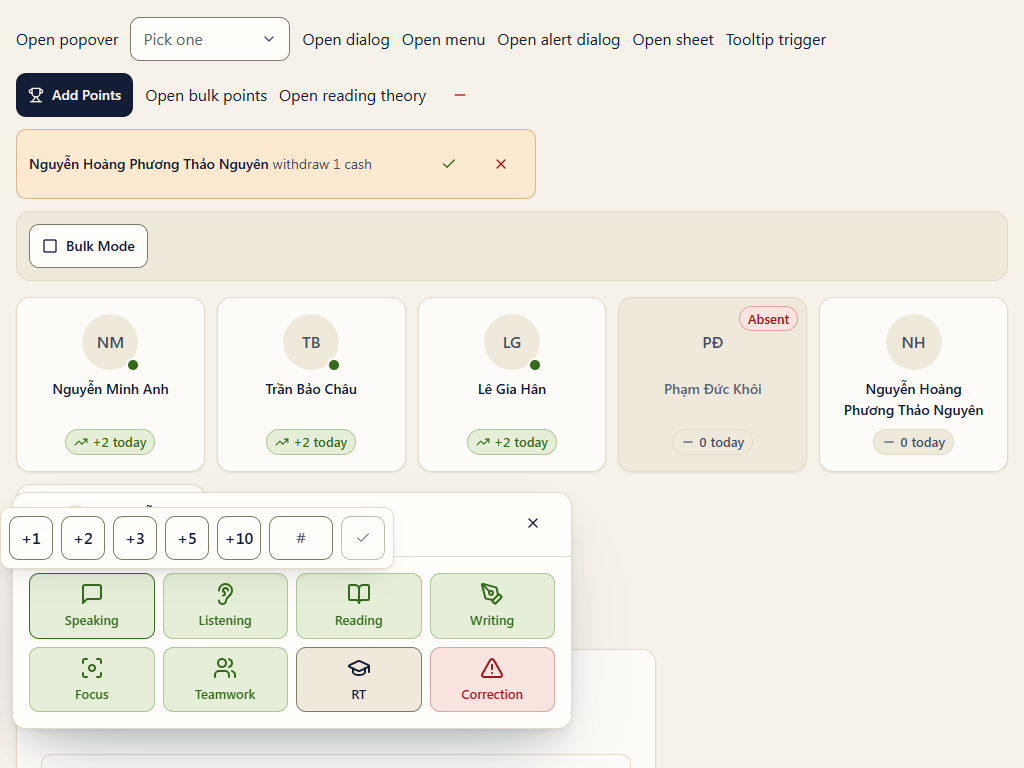 Open popover Pick one Open dialog Open menu Open alert dialog Open sheet Tooltip trigger
Add Points Open bulk points Open reading theory
Nguyễn Hoàng Phương Thảo Nguyên withdraw 1 cash
Bulk Mode
NM
Nguyễn Minh Anh
+2 today
TB
Trần Bảo Châu
+2 today
LG
Lê Gia Hân
+2 today
Absent
PĐ
Phạm Đức Khôi
0 today
NH
Nguyễn Hoàng
Phương Thảo Nguyên
0 today
+1 +2 +3 +5 +10 #
Speaking Listening Reading Writing
Focus Teamwork RT Correction